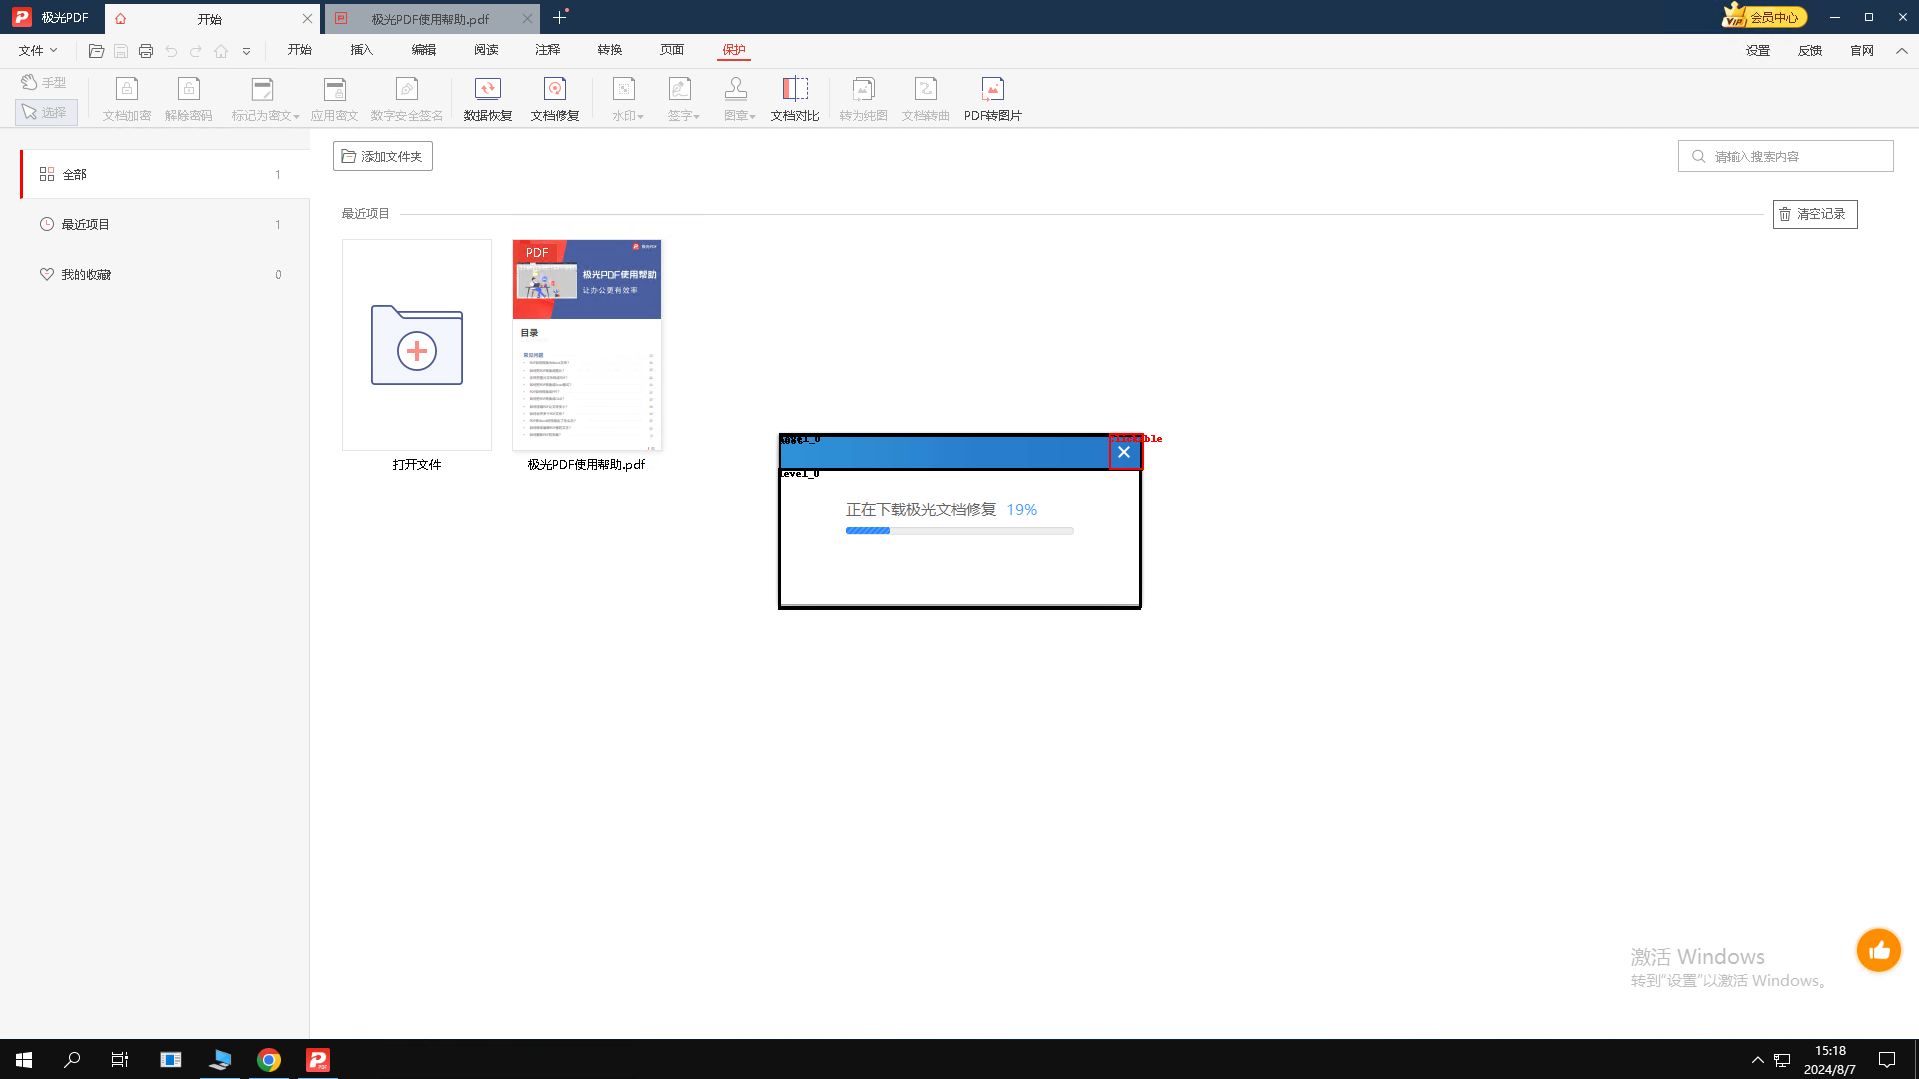 极光PDF
开始
极光PDF使用帮助.pdf
VIP 会员中心
文件
开始
插入
编辑
阅读
注释
转换
页面
保护
设置
反馈
官网
手型
选择
文档加密
解除密码
标记为密文
应用密文
数字安全签名
数据恢复
文档修复
水印
签字
图章
文档对比
转为纯图
文档转曲
PDF转图片
全部 1
最近项目 1
我的收藏 0
添加文件夹
请输入搜索内容
最近项目
清空记录
PDF
极光PDF
极光PDF使用帮助
让办公更有效率
目录
常见问题
打开文件
极光PDF使用帮助.pdf
level_0
正在下载极光文档修复 19%
激活 Windows
转到“设置”以激活 Windows。
15:18
2024/8/7